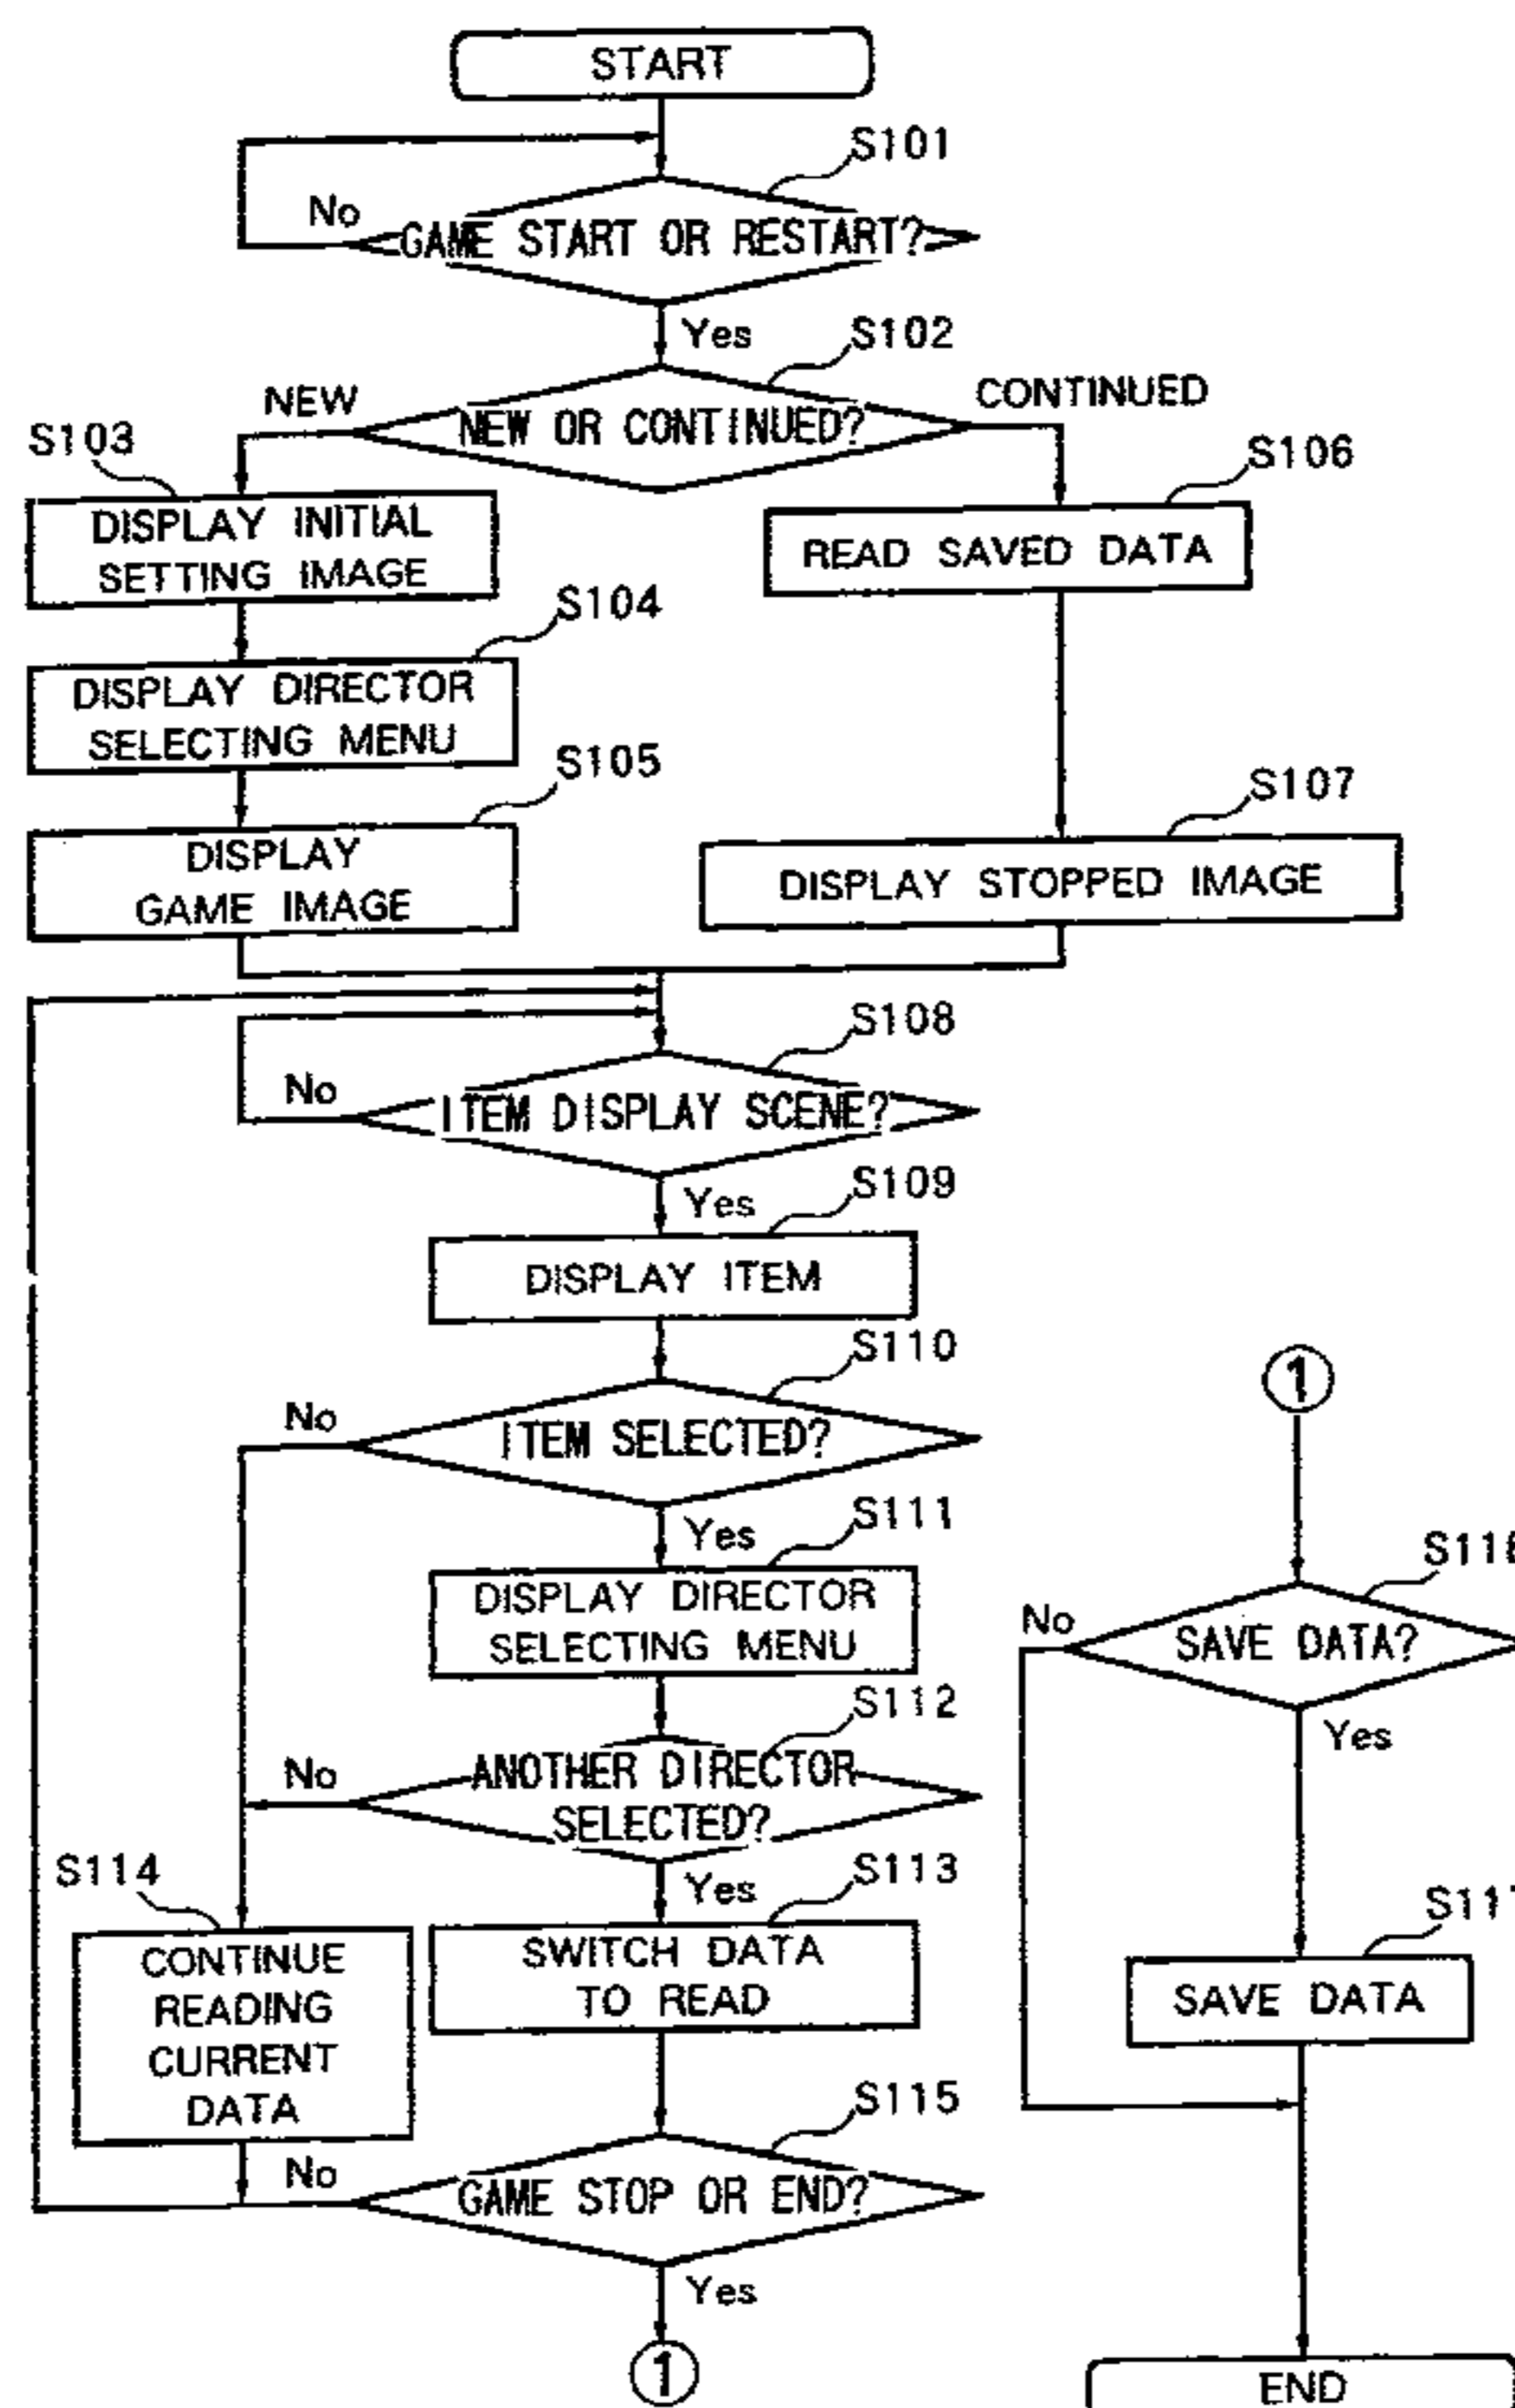 START
S101
No
GAME START OR RESTART?
Yes
S102
NEW
NEW OR CONTINUED?
CONTINUED
S103
DISPLAY INITIAL
SETTING IMAGE
S106
READ SAVED DATA
S104
DISPLAY DIRECTOR
SELECTING MENU
S105
DISPLAY
GAME IMAGE
S107
DISPLAY STOPPED IMAGE
S108
No
ITEM DISPLAY SCENE?
Yes
S109
DISPLAY ITEM
S110
No
ITEM SELECTED?
Yes
S111
DISPLAY DIRECTOR
SELECTING MENU
S112
No
ANOTHER DIRECTOR
SELECTED?
Yes
S113
SWITCH DATA
TO READ
S114
CONTINUE
READING
CURRENT
DATA
S115
No
GAME STOP OR END?
Yes
1
1
S116
No
SAVE DATA?
Yes
SAVE DATA
END